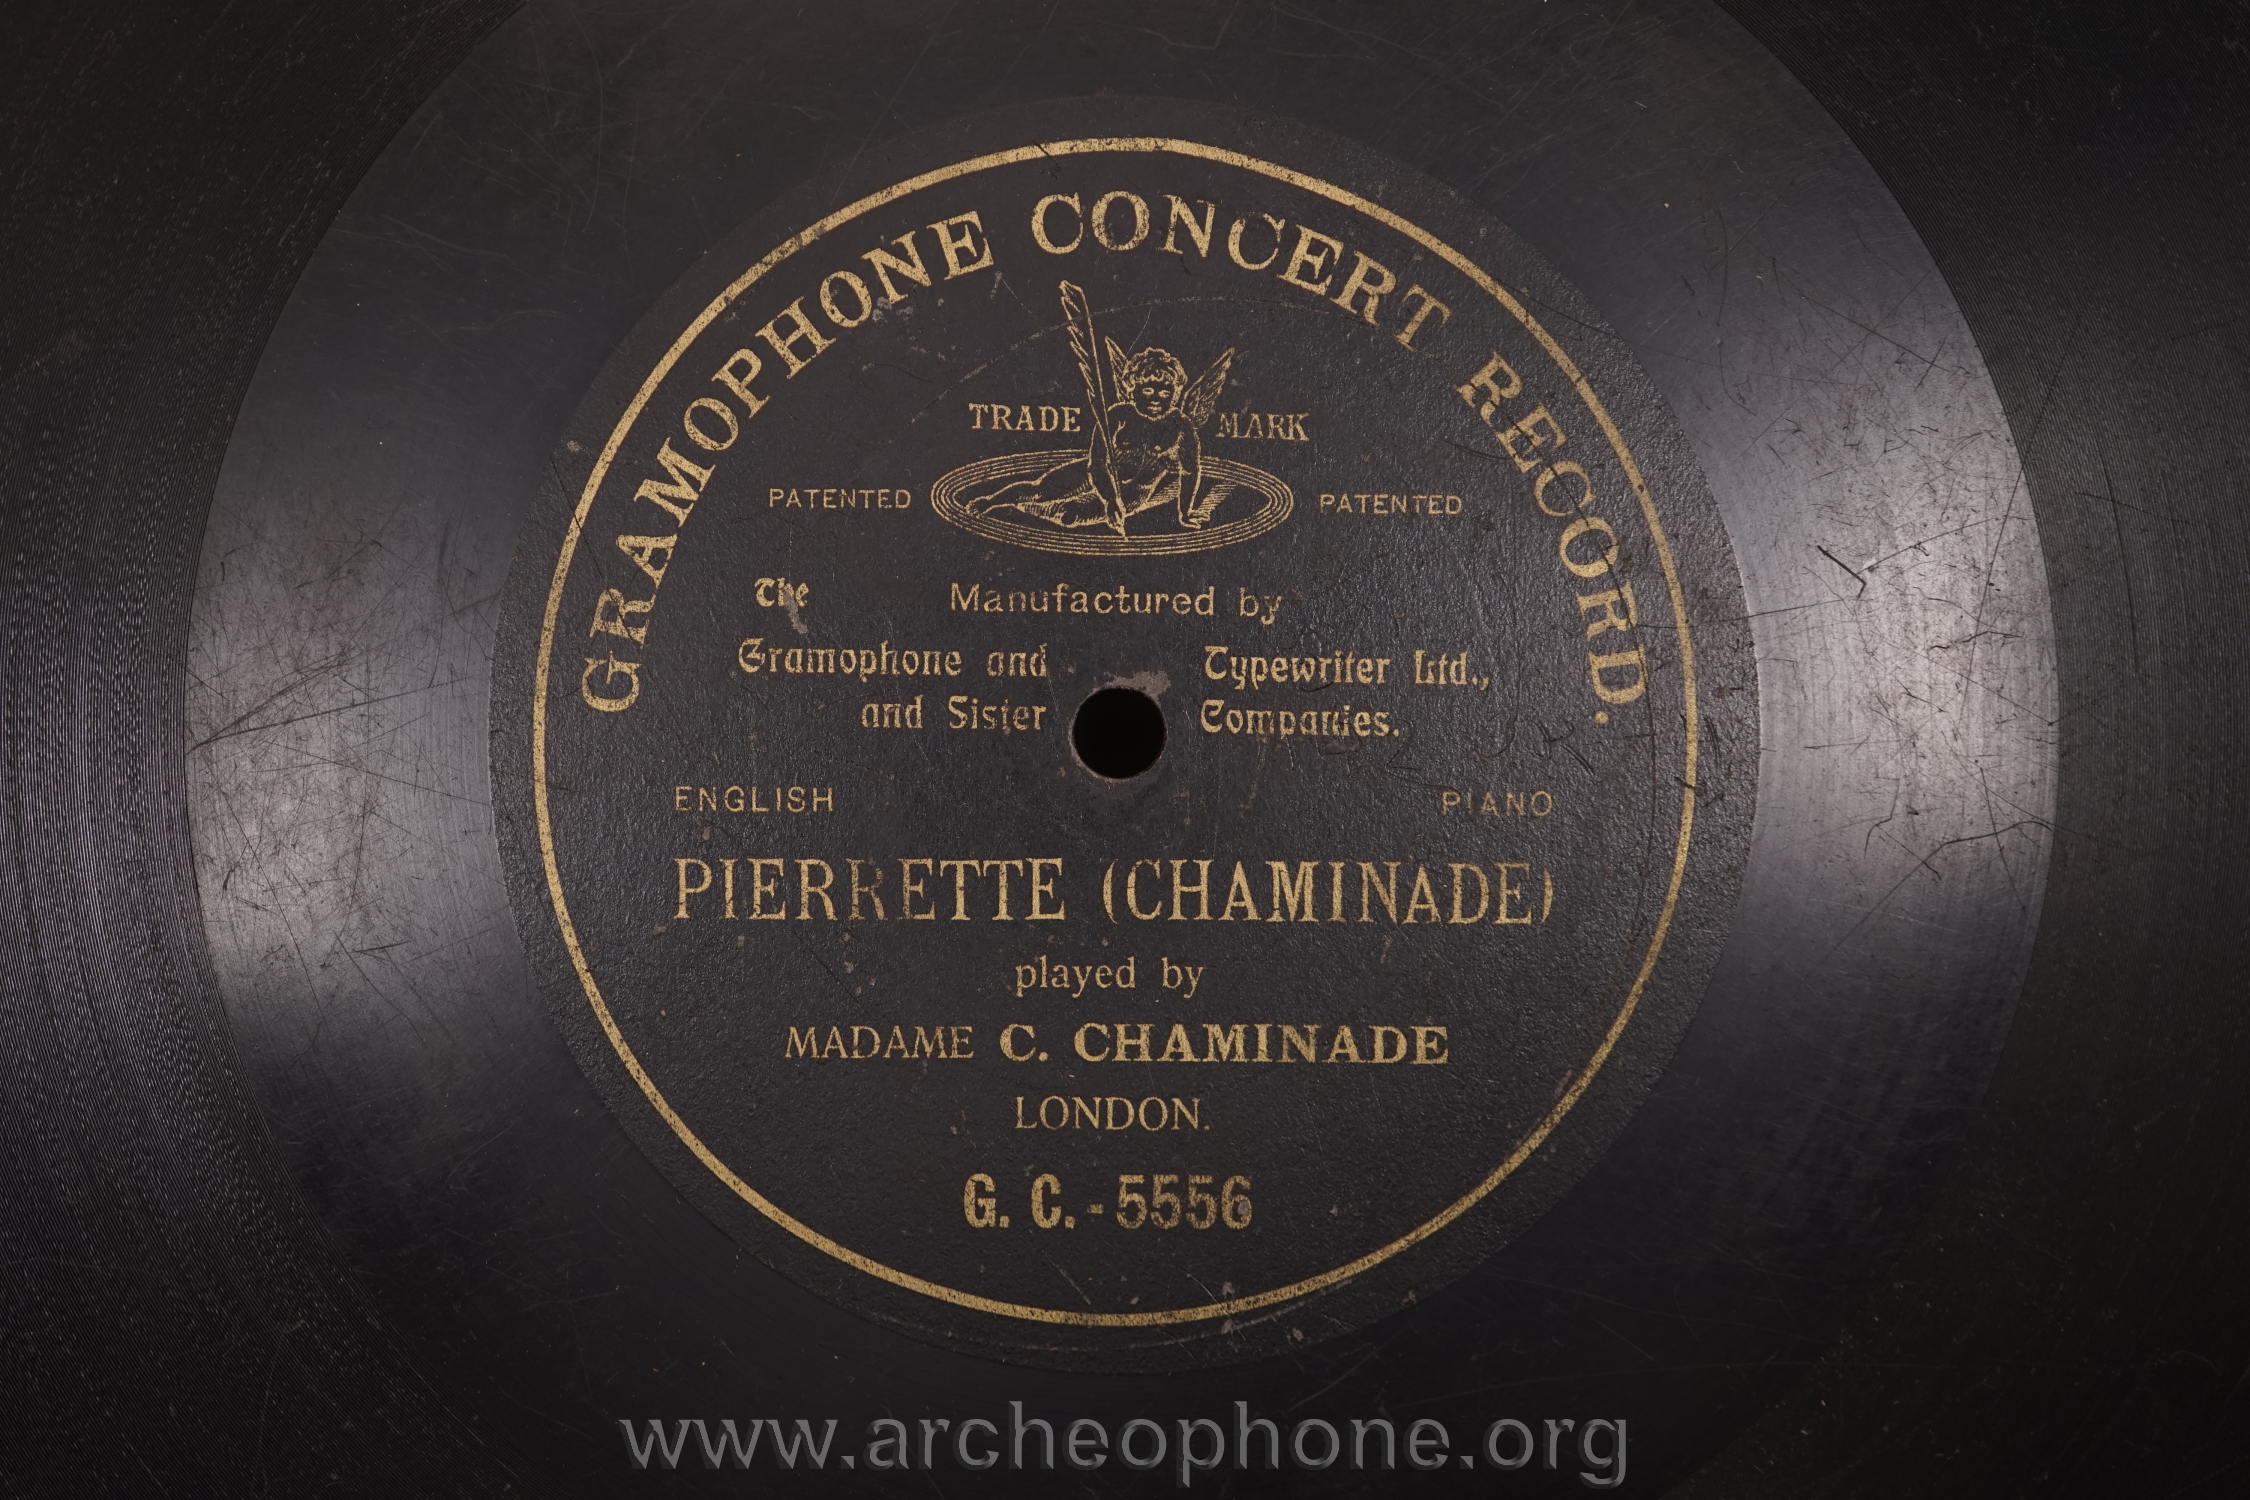 GRAMOPHONE CONCERT RECORD.
TRADE MARK
PATENTED PATENTED
The Manufactured by
Gramophone and Typewriter Ltd.,
and Sister Companies.
ENGLISH PIANO
PIERRETTE (CHAMINADE)
played by
MADAME C. CHAMINADE
LONDON.
G. C.-5556
www.archeophone.org